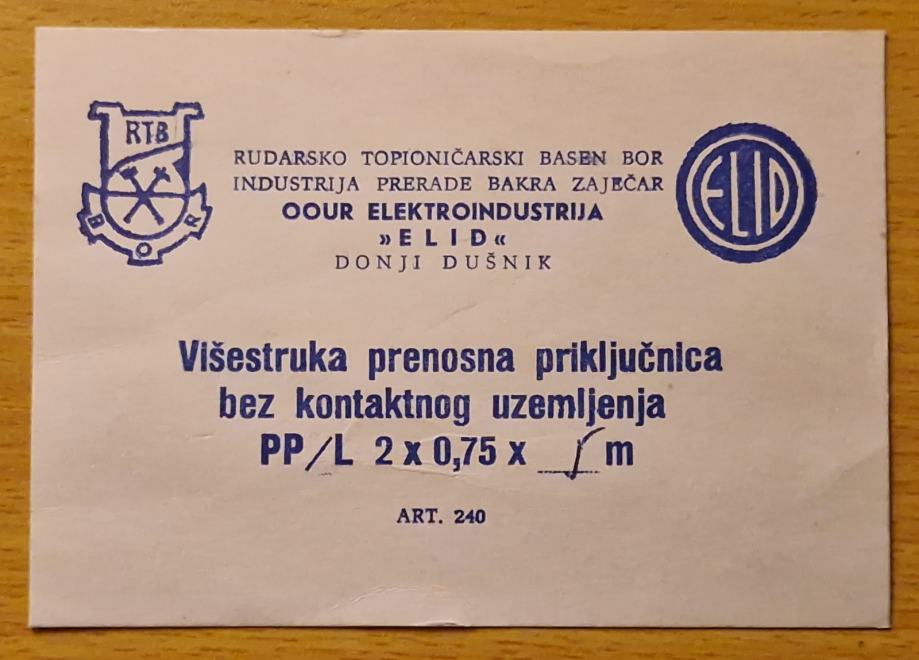 RTB
BOR
RUDARSKO TOPIONIČARSKI BASEN BOR
INDUSTRIJA PRERADE BAKRA ZAJEČAR
OOUR ELEKTROINDUSTRIJA
»ELID«
DONJI DUŠNIK
ELID
Višestruka prenosna priključnica
bez kontaktnog uzemljenja
PP/L 2 x 0,75 x m
ART. 240